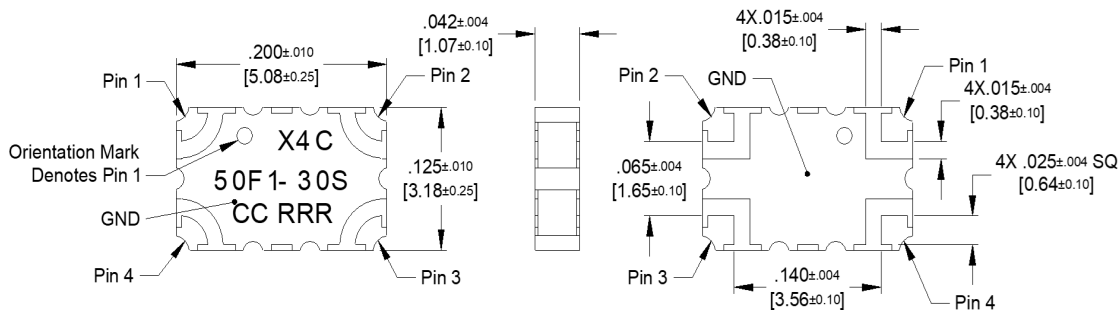 .200±.010
[5.08±0.25]
Pin 1
Pin 2
Orientation Mark
Denotes Pin 1
GND
X4C
50F1- 30S
CC RRR
Pin 4
Pin 3
.125±.010
[3.18±0.25]
.042±.004
[1.07±0.10]
4X.015±.004
[0.38±0.10]
Pin 2
GND
Pin 1
4X.015±.004
[0.38±0.10]
.065±.004
[1.65±0.10]
4X .025±.004 SQ
[0.64±0.10]
Pin 3
.140±.004
[3.56±0.10]
Pin 4